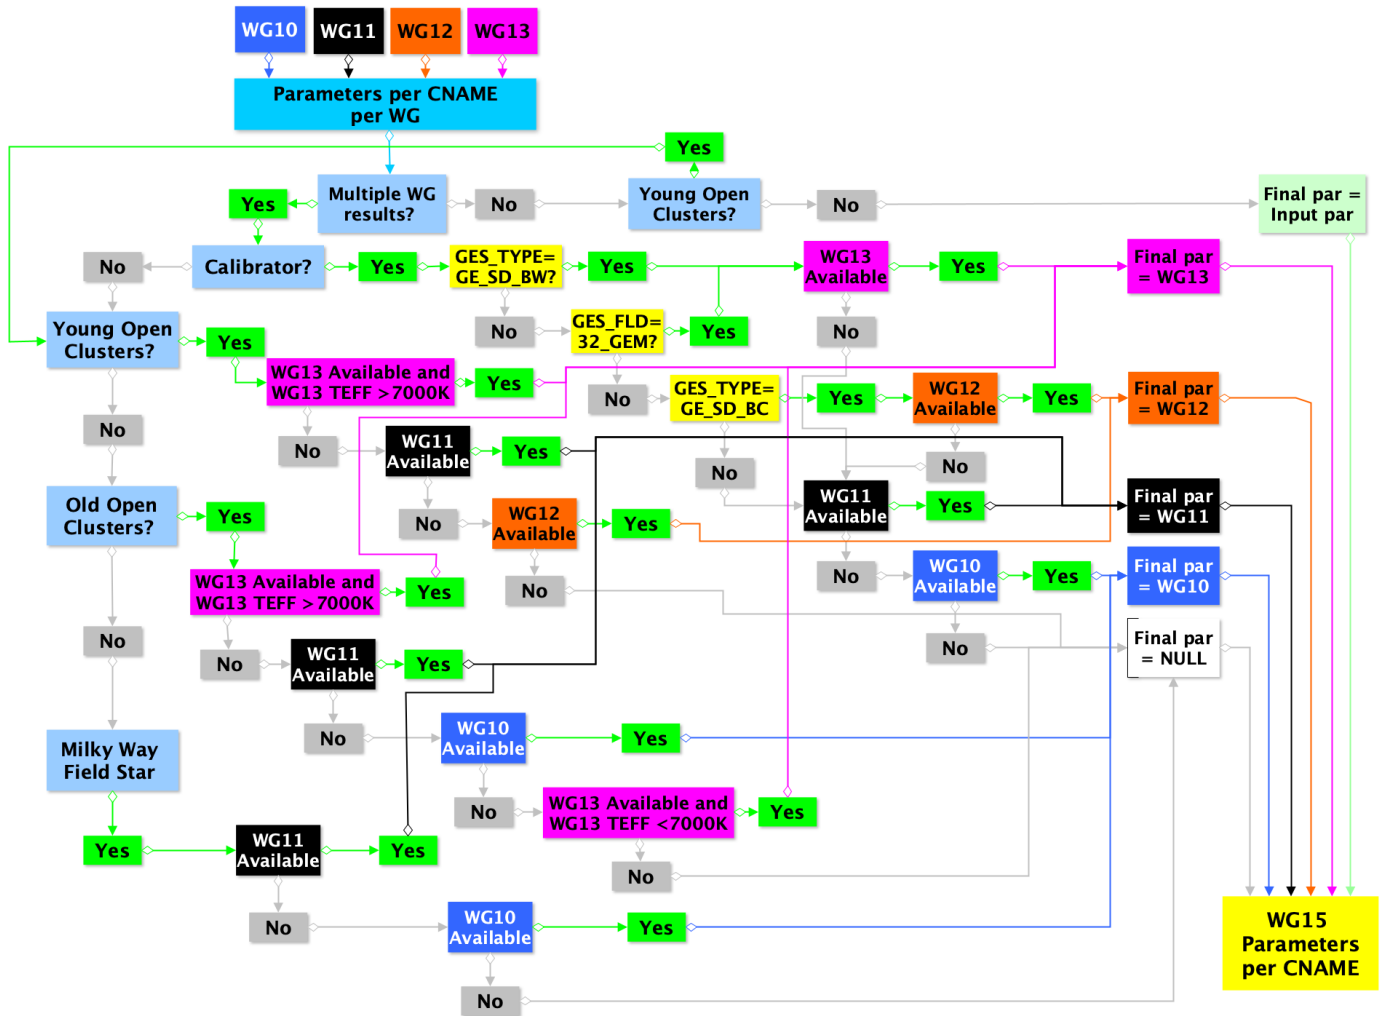 WG10
WG11
WG12
WG13
Parameters per CNAME
per WG
Yes
Multiple WG
results?
No
Young Open
Clusters?
No
Final par =
Input par
Yes
No
Calibrator?
Yes
GES_TYPE=
GE_SD_BW?
Yes
WG13
Available
Yes
Final par
= WG13
Young Open
Clusters?
Yes
No
GES_FLD=
32_GEM?
Yes
No
WG13 Available and
WG13 TEFF >7000K
Yes
No
GES_TYPE=
GE_SD_BC
Yes
WG12
Available
Yes
Final par
= WG12
No
No
WG11
Available
Yes
No
No
Old Open
Clusters?
Yes
No
WG12
Available
Yes
WG11
Available
Yes
Final par
= WG11
WG13 Available and
WG13 TEFF >7000K
Yes
No
No
WG10
Available
Yes
Final par
= WG10
No
No
WG11
Available
Yes
No
Final par
= NULL
Milky Way
Field Star
No
WG10
Available
Yes
No
WG13 Available and
WG13 TEFF <7000K
Yes
Yes
WG11
Available
Yes
No
No
WG10
Available
Yes
No
WG15
Parameters
per CNAME